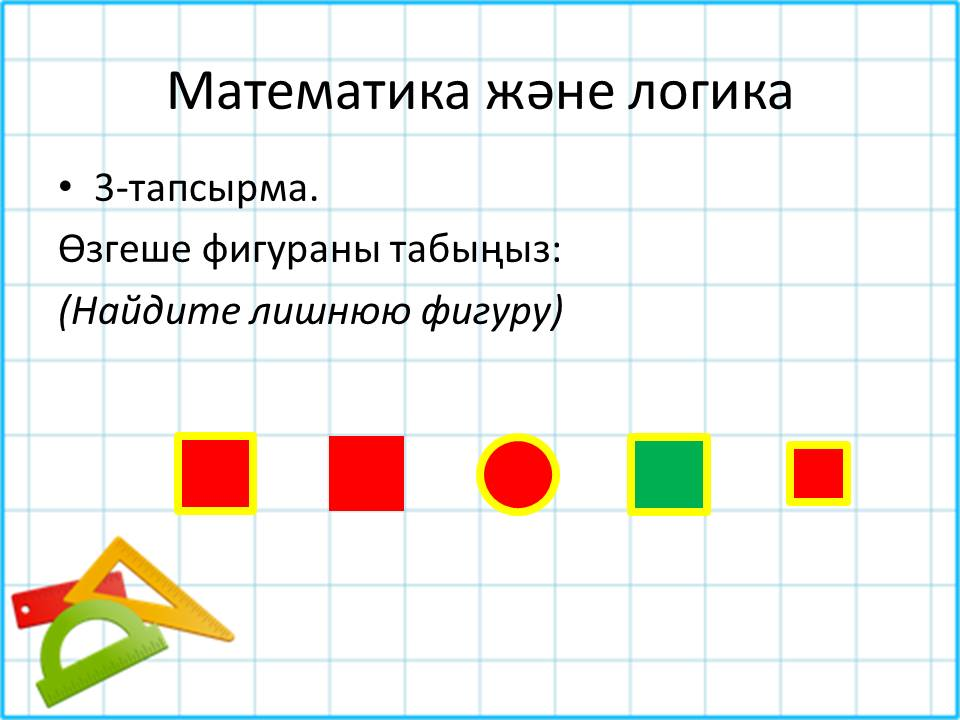 Математика және логика
• 3-тапсырма.
Өзгеше фигураны табыңыз:
(Найдите лишнюю фигуру)